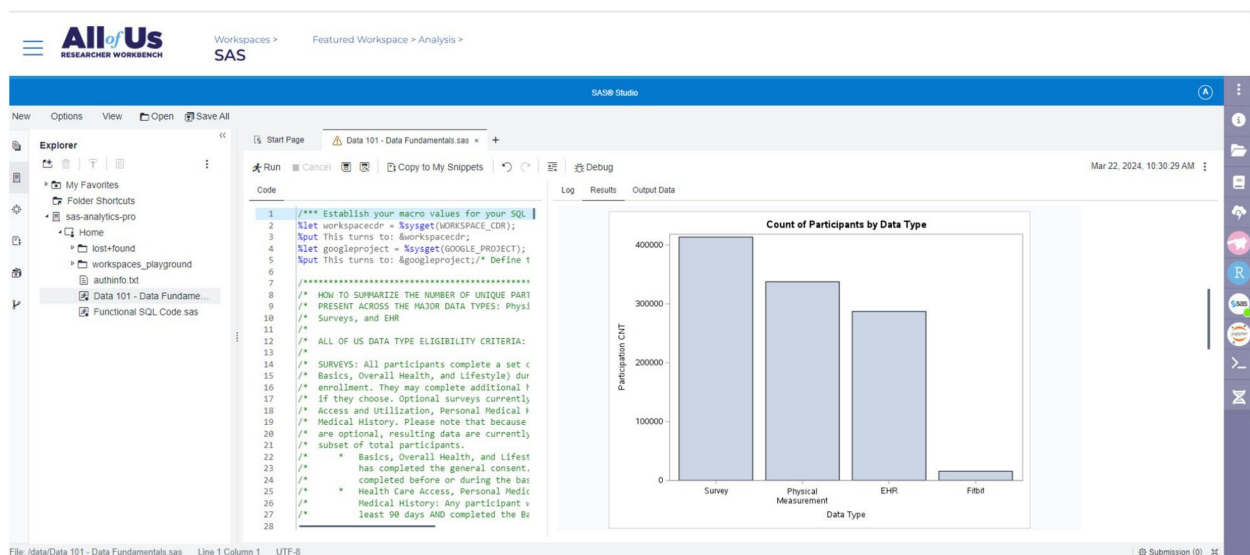 All of Us
RESEARCHER WORKBENCH
Workspaces >
Featured Workspace > Analysis >
SAS
SAS® Studio
A
New Options View Open Save All
Explorer
My Favorites
Folder Shortcuts
sas-analytics-pro
Home
lost+found
workspaces_playground
authinfo.txt
Data 101 - Data Fundame...
Functional SQL Code.sas
Start Page
Data 101 - Data Fundamentals.sas × +
Run Cancel Copy to My Snippets Debug
Mar 22, 2024, 10:30:29 AM
Code
1 /*** Establish your macro values for your SQL
2 %let workspacecdr = %sysget(WORKSPACE_CDR);
3 %put This turns to: &workspacecdr;
4 %let googleproject = %sysget(GOOGLE_PROJECT);
5 %put This turns to: &googleproject;/* Define t
6
7 /*********************************************
8 /* HOW TO SUMMARIZE THE NUMBER OF UNIQUE PART
9 /* PRESENT ACROSS THE MAJOR DATA TYPES: Physi
10 /* Surveys, and EHR
11 /*
12 /* ALL OF US DATA TYPE ELIGIBILITY CRITERIA:
13 /*
14 /* SURVEYS: All participants complete a set o
15 /* Basics, Overall Health, and Lifestyle) dur
16 /* enrollment. They may complete additional h
17 /* if they choose. Optional surveys currently
18 /* Access and Utilization, Personal Medical H
19 /* Medical History. Please note that because
20 /* are optional, resulting data are currently
21 /* subset of total participants.
22 /* * Basics, Overall Health, and Lifest
23 /* has completed the general consent.
24 /* completed before or during the bas
25 /* * Health Care Access, Personal Medic
26 /* Medical History: Any participant w
27 /* least 90 days AND completed the Ba
28
Log Results Output Data
Count of Participants by Data Type
Participation CNT
400000
300000
200000
100000
0
Survey
Physical
Measurement
EHR
Fitbit
Data Type
R
sas
jupyter
File: /data/Data 101 - Data Fundamentals.sas Line 1 Column 1 UTF-8
Submission (0)